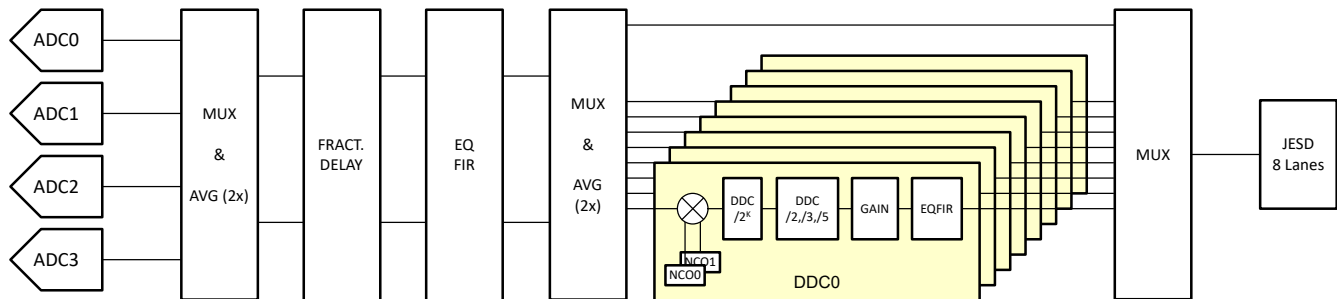 ADC0
ADC1
ADC2
ADC3
MUX
&
AVG (2x)
FRACT.
DELAY
EQ
FIR
MUX
&
AVG
(2x)
DDC
/2ᴷ
DDC
/2,/3,/5
GAIN
EQFIR
NCO1
NCO0
DDC0
MUX
JESD
8 Lanes